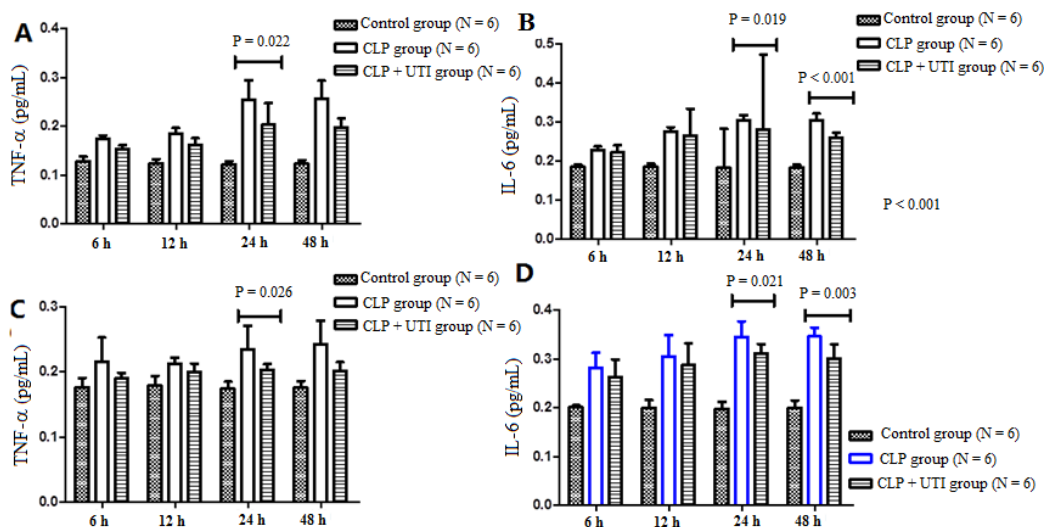 A
TNF-α (pg/mL)
0.4
0.3
0.2
0.1
0.0
6 h
12 h
24 h
48 h
P = 0.022
Control group (N = 6)
CLP group (N = 6)
CLP + UTI group (N = 6)
B
IL-6 (pg/mL)
0.5
0.4
0.3
0.2
0.1
0.0
6 h
12 h
24 h
48 h
P = 0.019
P < 0.001
Control group (N = 6)
CLP group (N = 6)
CLP + UTI group (N = 6)
P < 0.001
C
TNF-α (pg/mL)
0.3
0.2
0.1
0.0
6 h
12 h
24 h
48 h
P = 0.026
Control group (N = 6)
CLP group (N = 6)
CLP + UTI group (N = 6)
D
IL-6 (pg/mL)
0.4
0.3
0.2
0.1
0.0
6 h
12 h
24 h
48 h
P = 0.021
P = 0.003
Control group (N = 6)
CLP group (N = 6)
CLP + UTI group (N = 6)